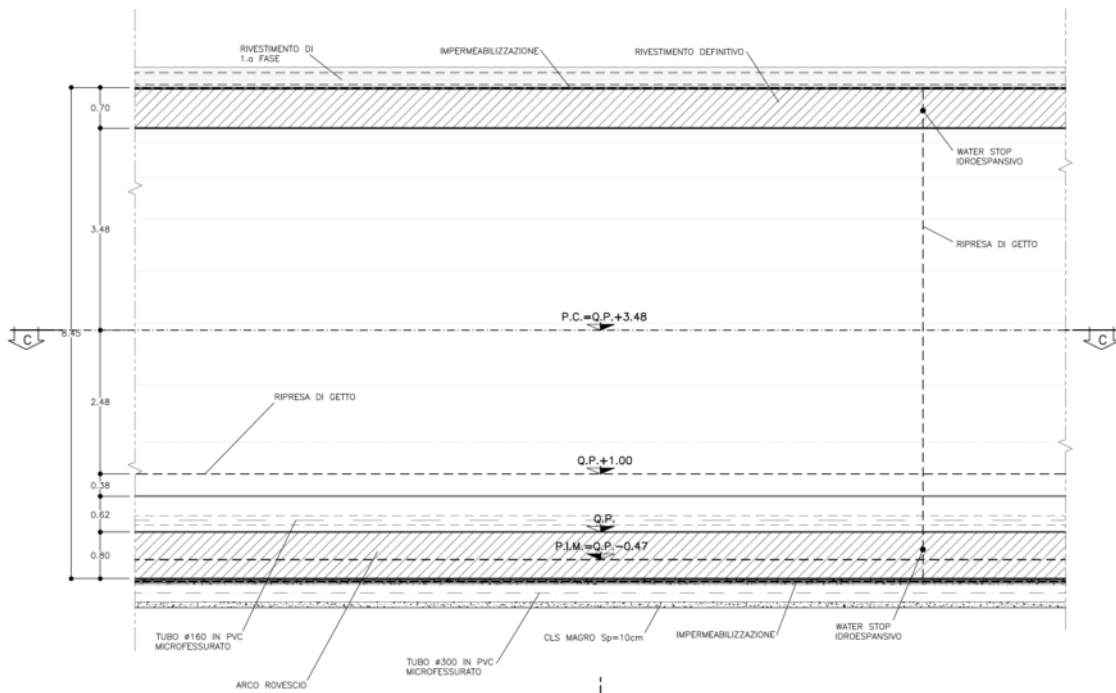 RIVESTIMENTO DI
1.a FASE
IMPERMEABILIZZAZIONE
RIVESTIMENTO DEFINITIVO
0.70
WATER STOP
IDROESPANSIVO
3.48
RIPRESA DI GETTO
P.C.=Q.P.+3.48
C
8.45
C
2.48
RIPRESA DI GETTO
Q.P.+1.00
0.38
0.62
Q.P.
0.80
P.I.M.=Q.P.-0.47
TUBO ø160 IN PVC
MICROFESSURATO
ARCO ROVESCIO
TUBO ø300 IN PVC
MICROFESSURATO
CLS MAGRO Sp=10cm
IMPERMEABILIZZAZIONE
WATER STOP
IDROESPANSIVO